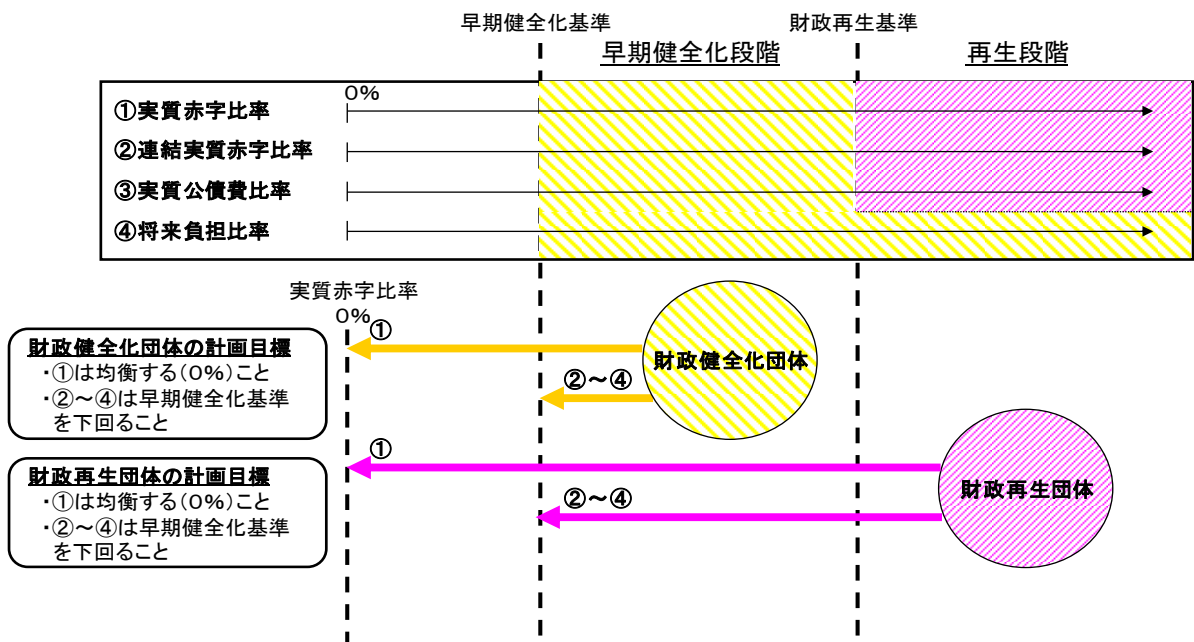 早期健全化基準
財政再生基準
早期健全化段階
再生段階
0%
①実質赤字比率
②連結実質赤字比率
③実質公債費比率
④将来負担比率
実質赤字比率
0%
財政健全化団体の計画目標
・①は均衡する(0%)こと
・②～④は早期健全化基準
を下回ること
①
②～④
財政健全化団体
財政再生団体の計画目標
・①は均衡する(0%)こと
・②～④は早期健全化基準
を下回ること
①
②～④
財政再生団体